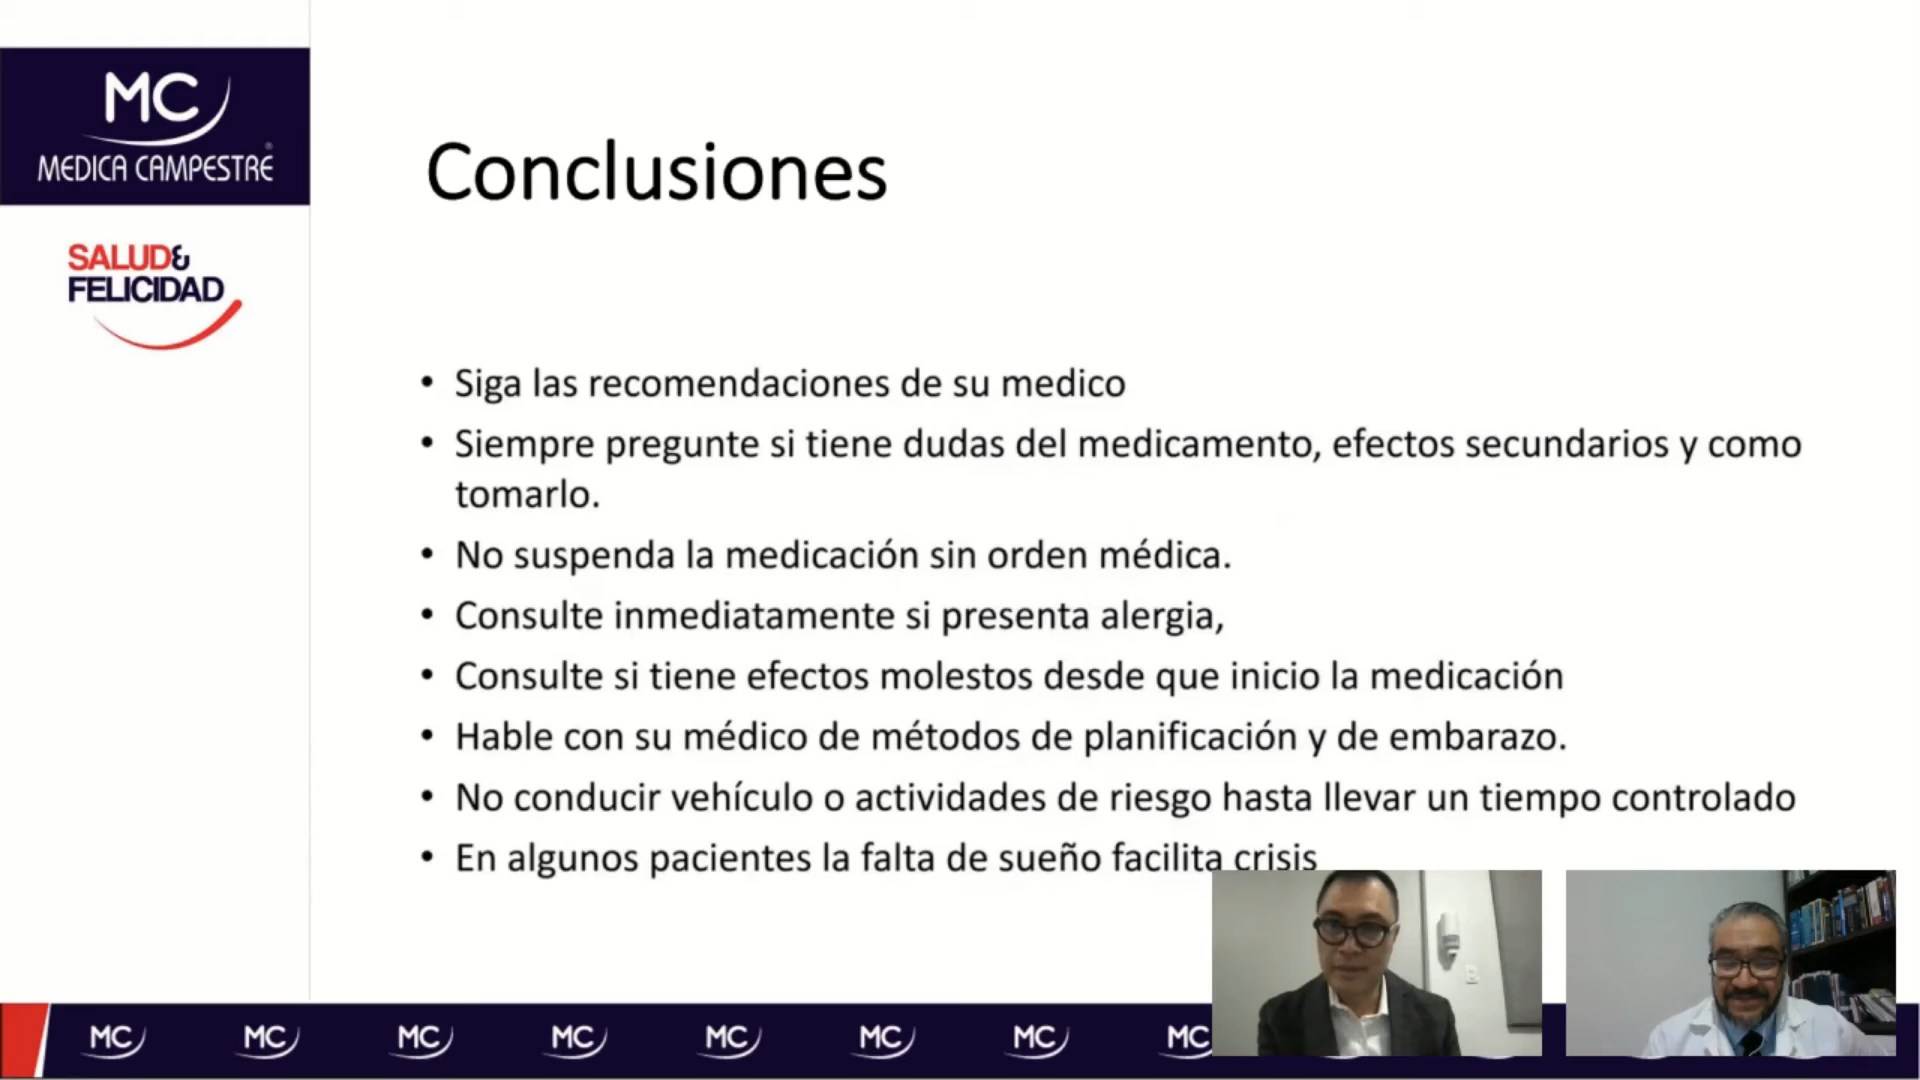 MC
MEDICA CAMPESTRE
®
SALUD&
FELICIDAD
Conclusiones
• Siga las recomendaciones de su medico
• Siempre pregunte si tiene dudas del medicamento, efectos secundarios y como
tomarlo.
• No suspenda la medicación sin orden médica.
• Consulte inmediatamente si presenta alergia,
• Consulte si tiene efectos molestos desde que inicio la medicación
• Hable con su médico de métodos de planificación y de embarazo.
• No conducir vehículo o actividades de riesgo hasta llevar un tiempo controlado
• En algunos pacientes la falta de sueño facilita crisis
MC MC MC MC MC MC MC MC